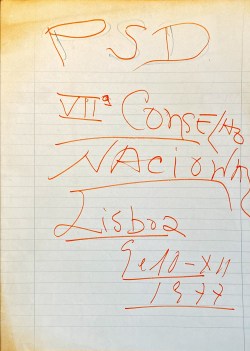 PSD
VIIº Conselho
Nacional
Lisboa
9 e 10-XII
1977